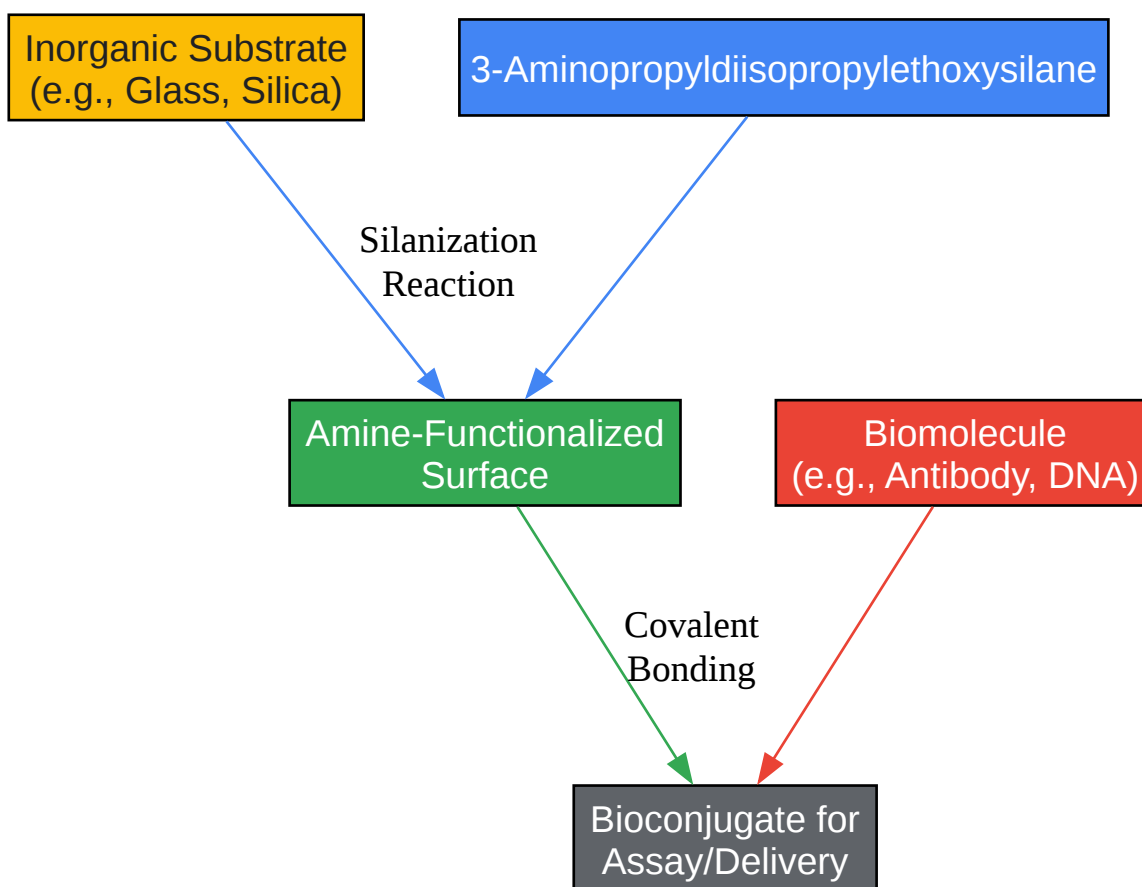 Inorganic Substrate
(e.g., Glass, Silica)
3-Aminopropyldiisopropylethoxysilane
Silanization
Reaction
Amine-Functionalized
Surface
Biomolecule
(e.g., Antibody, DNA)
Covalent
Bonding
Bioconjugate for
Assay/Delivery